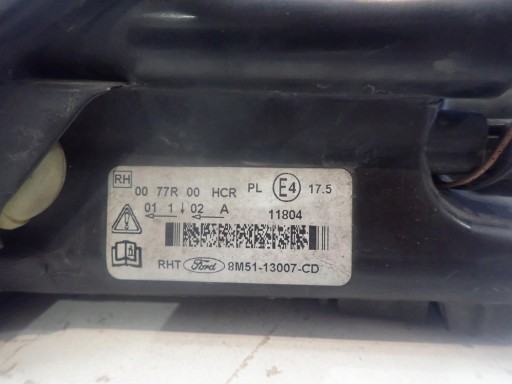 RH
00 77R 00 HCR PL E4 17.5
01 1 02 A 11804
RHT Ford 8M51-13007-CD